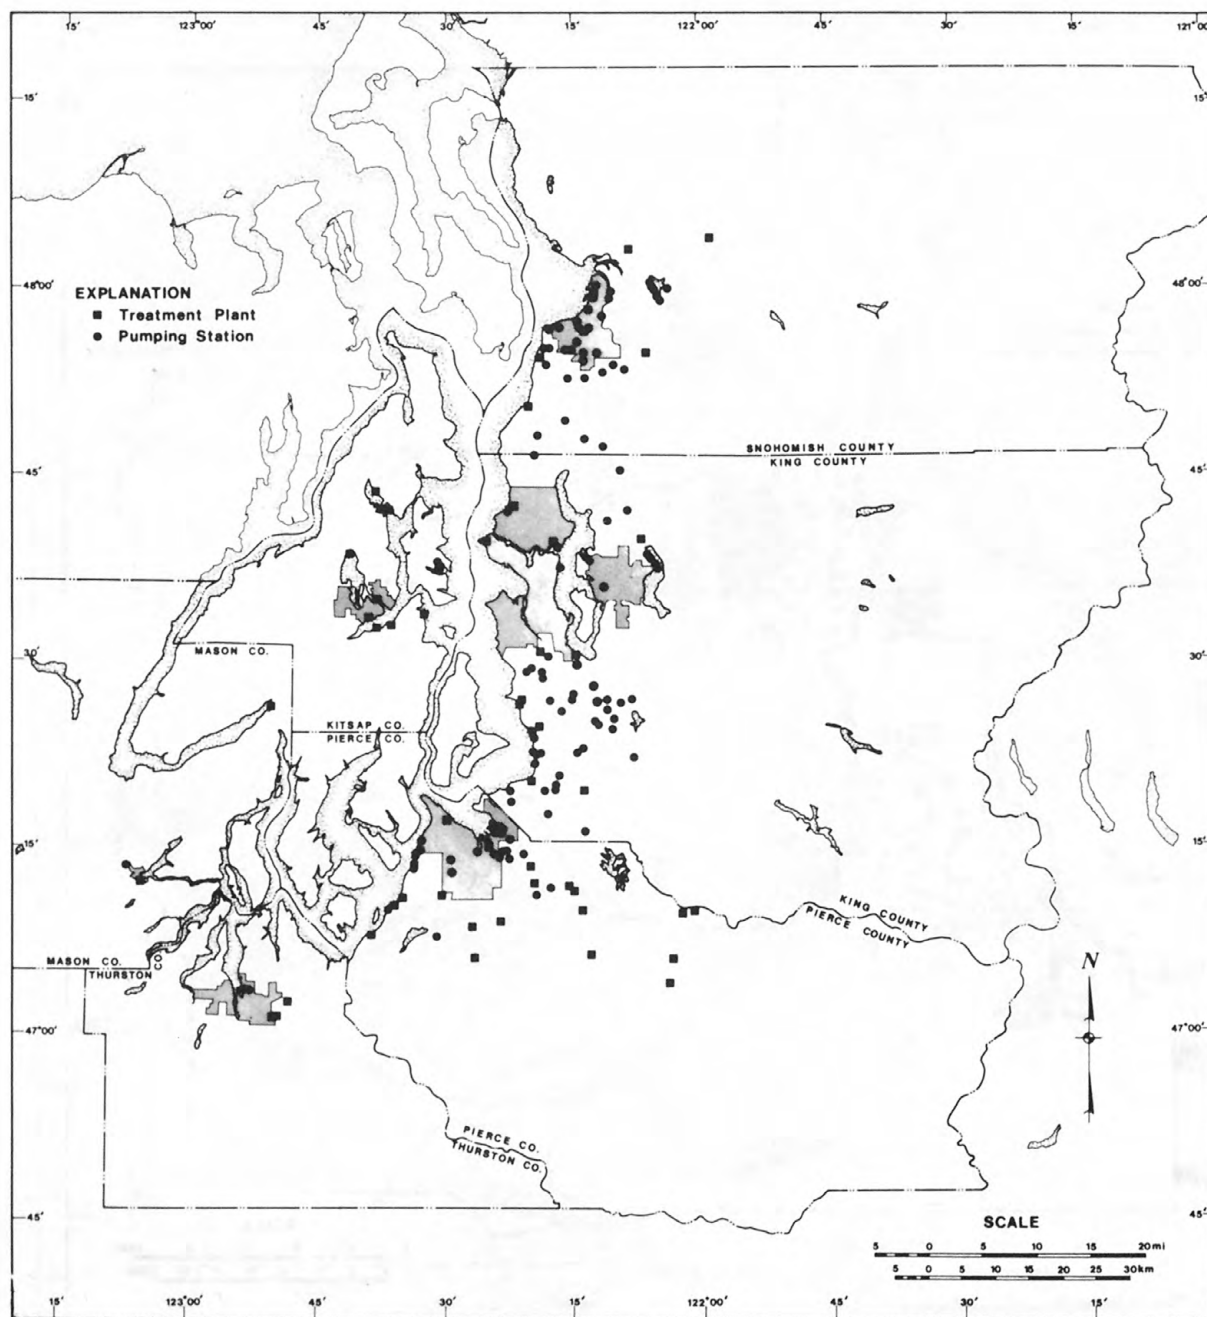 15' 123°00' 45' 30' 15' 122°00' 45' 30' 15' 121°00'
15' 15'
48°00' 48°00'
EXPLANATION
Treatment Plant
Pumping Station
SNOHOMISH COUNTY
KING COUNTY
45' 45'
MASON CO.
30' 30'
KITSAP CO.
PIERCE CO.
15' 15'
KING COUNTY
PIERCE COUNTY
MASON CO.
THURSTON CO.
N
47°00' 47°00'
PIERCE CO.
THURSTON CO.
45' 45'
SCALE
5 0 5 10 15 20mi
5 0 5 10 15 20 25 30km
15' 123°00' 45' 30' 15' 122°00' 45' 30' 15'